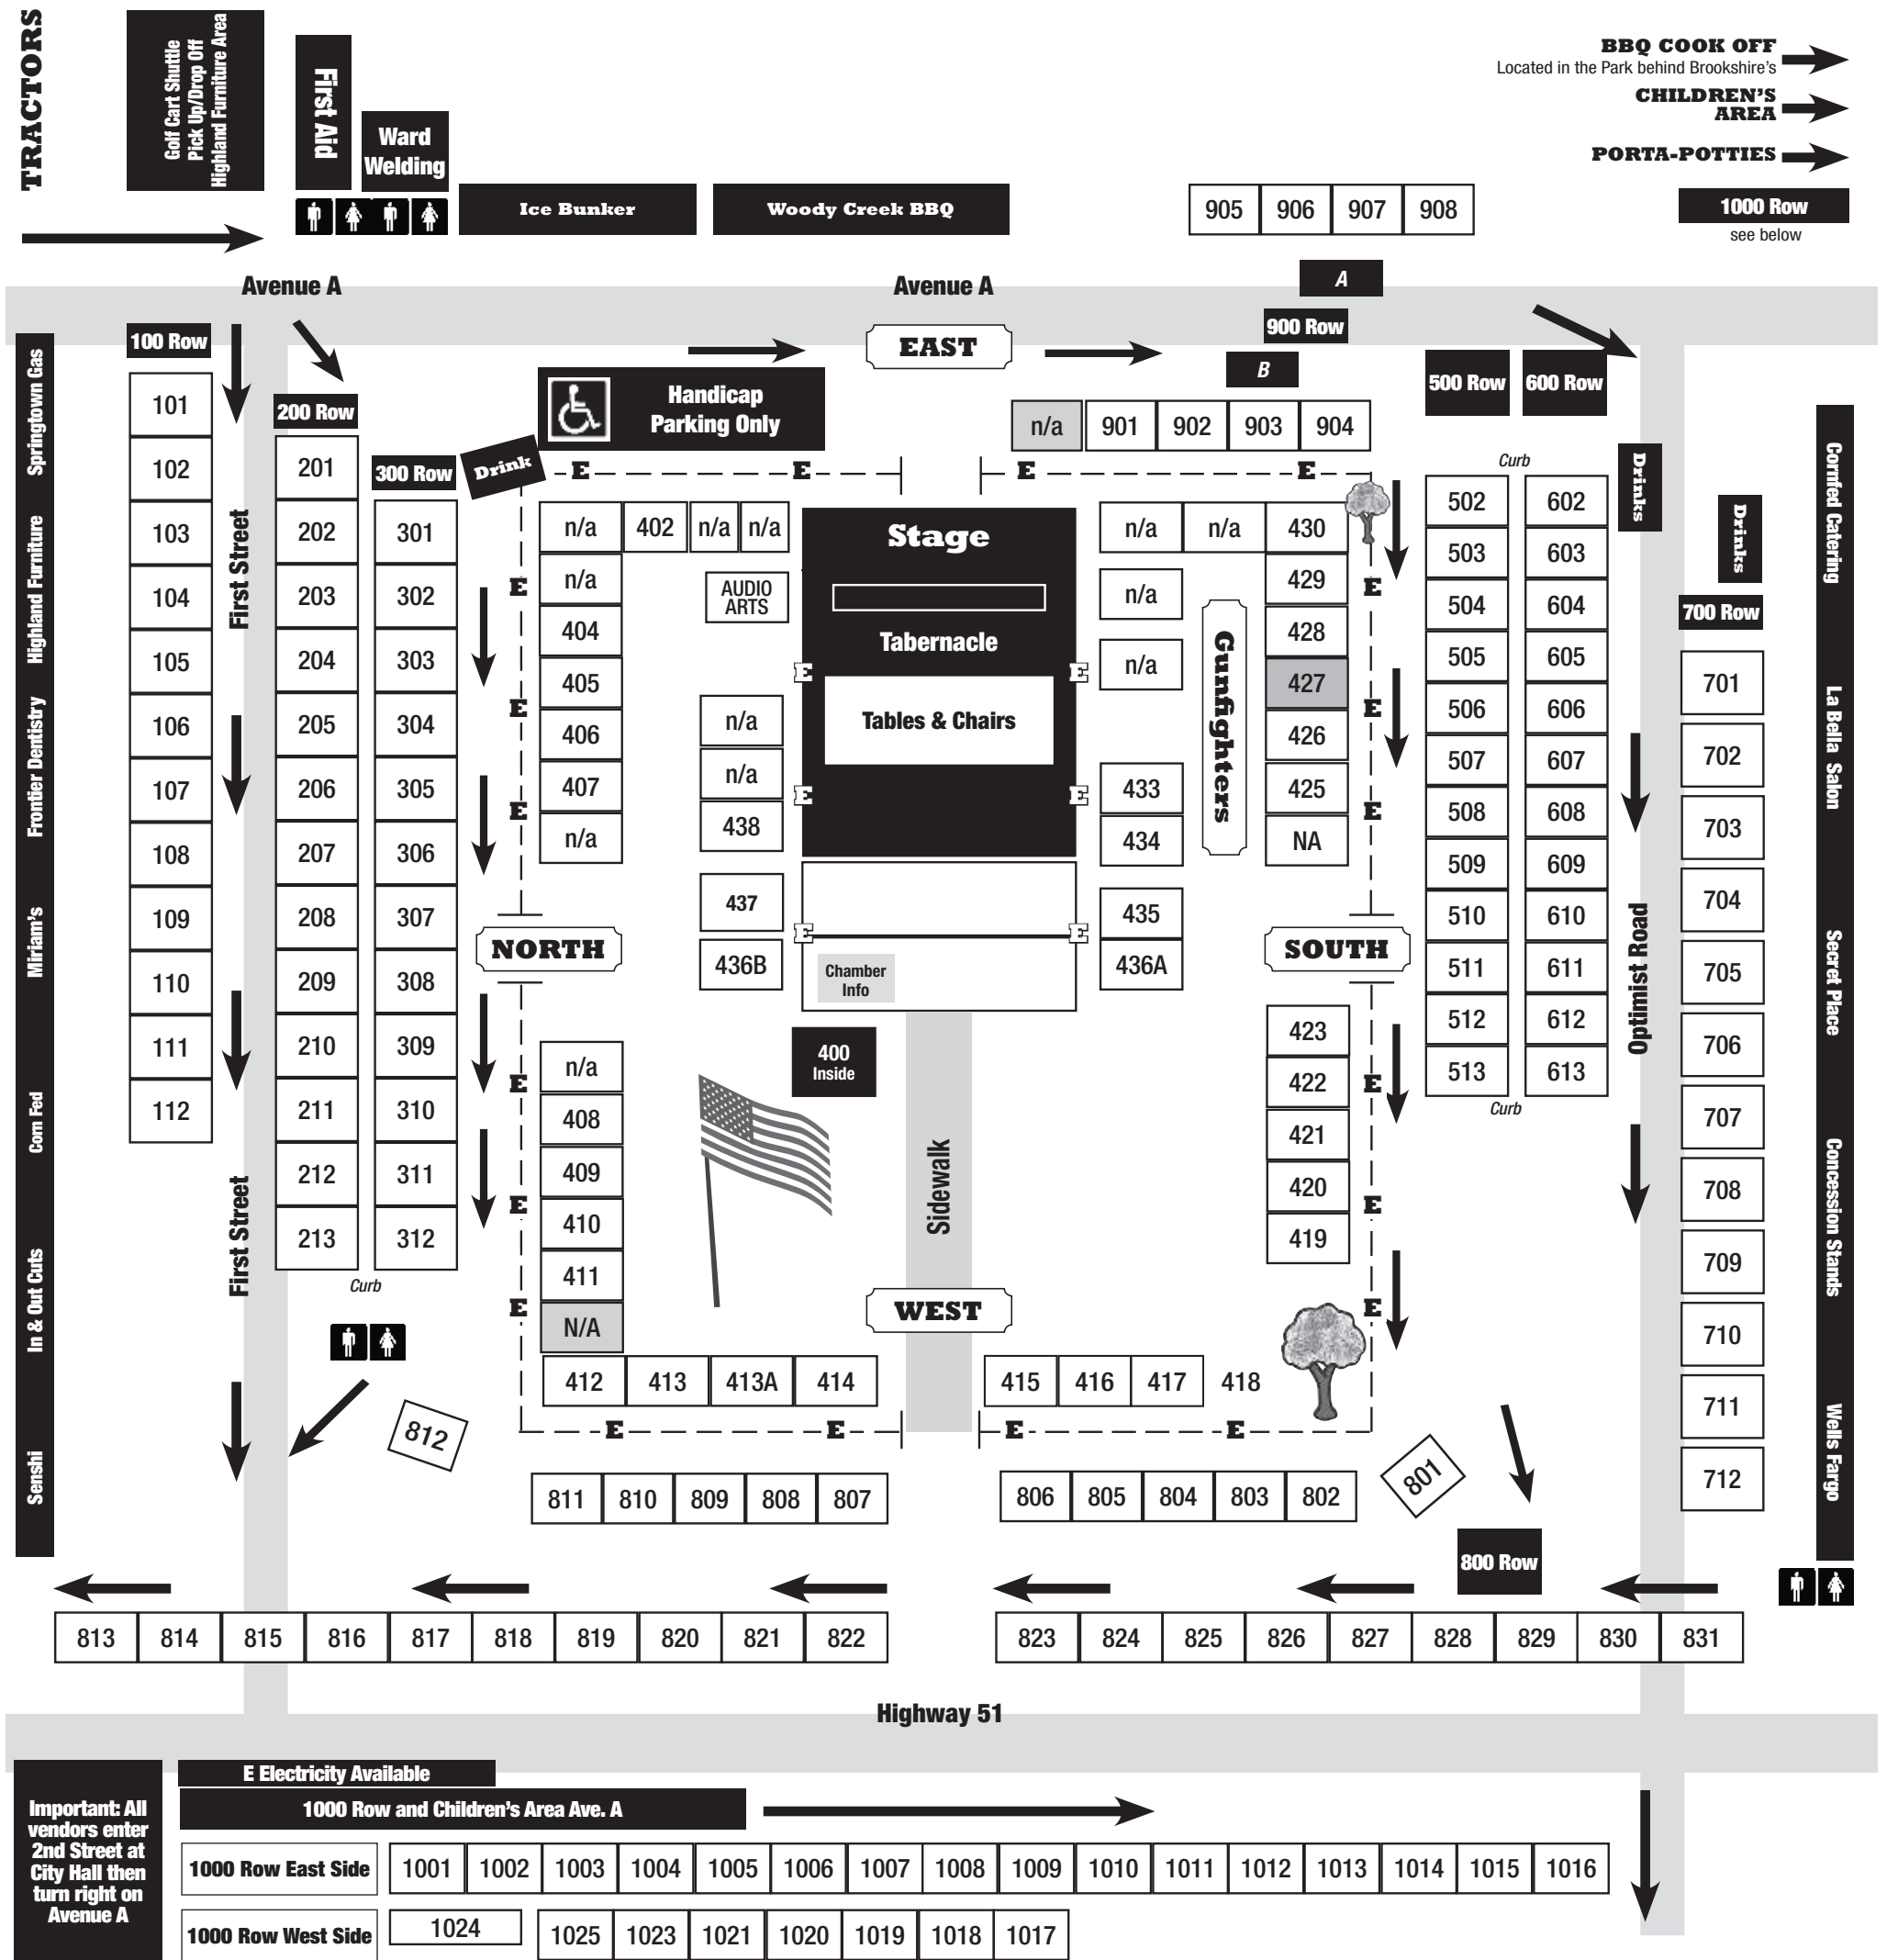 TRACTORS
Golf Cart Shuttle
Pick Up/Drop Off
Highland Furniture Area
First Aid
Ward
Welding
Ice Bunker
Woody Creek BBQ
905 906 907 908
BBQ COOK OFF
Located in the Park behind Brookshire's
CHILDREN'S
AREA
PORTA-POTTIES
1000 Row
see below
Avenue A
Avenue A
A
900 Row
B
EAST
Handicap
Parking Only
n/a 901 902 903 904
Springtown Gas
Highland Furniture
Frontier Dentistry
Miriam's
Corn Fed
In & Out Cuts
Senshi
100 Row
101
102
103
104
105
106
107
108
109
110
111
112
First Street
First Street
200 Row
201
202
203
204
205
206
207
208
209
210
211
212
213
300 Row
301
302
303
304
305
306
307
308
309
310
311
312
Curb
Drink
E E E E
E
E
E
E
E
E
n/a 402 n/a n/a
n/a
404
405
406
407
n/a
AUDIO
ARTS
n/a
n/a
438
437
436B
NORTH
n/a
408
409
410
411
N/A
412 413 413A 414
Stage
Tabernacle
Tables & Chairs
E E
E E
E E
Chamber
Info
400
Inside
Sidewalk
WEST
n/a n/a 430
n/a
n/a
433
434
435
436A
Gunfighters
429
428
427
426
425
NA
SOUTH
423
422
421
420
419
415 416 417 418
E
E
E
E
E
E
E E E E
500 Row
Curb
502
503
504
505
506
507
508
509
510
511
512
513
Curb
600 Row
602
603
604
605
606
607
608
609
610
611
612
613
Drinks
Optimist Road
Drinks
700 Row
701
702
703
704
705
706
707
708
709
710
711
712
Cornfed Catering
La Bella Salon
Secret Place
Concession Stands
Wells Fargo
812
811 810 809 808 807
806 805 804 803 802
801
800 Row
813 814 815 816 817 818 819 820 821 822
823 824 825 826 827 828 829 830 831
Highway 51
Important: All
vendors enter
2nd Street at
City Hall then
turn right on
Avenue A
E Electricity Available
1000 Row and Children's Area Ave. A
1000 Row East Side 1001 1002 1003 1004 1005 1006 1007 1008 1009 1010 1011 1012 1013 1014 1015 1016
1000 Row West Side 1024 1025 1023 1021 1020 1019 1018 1017